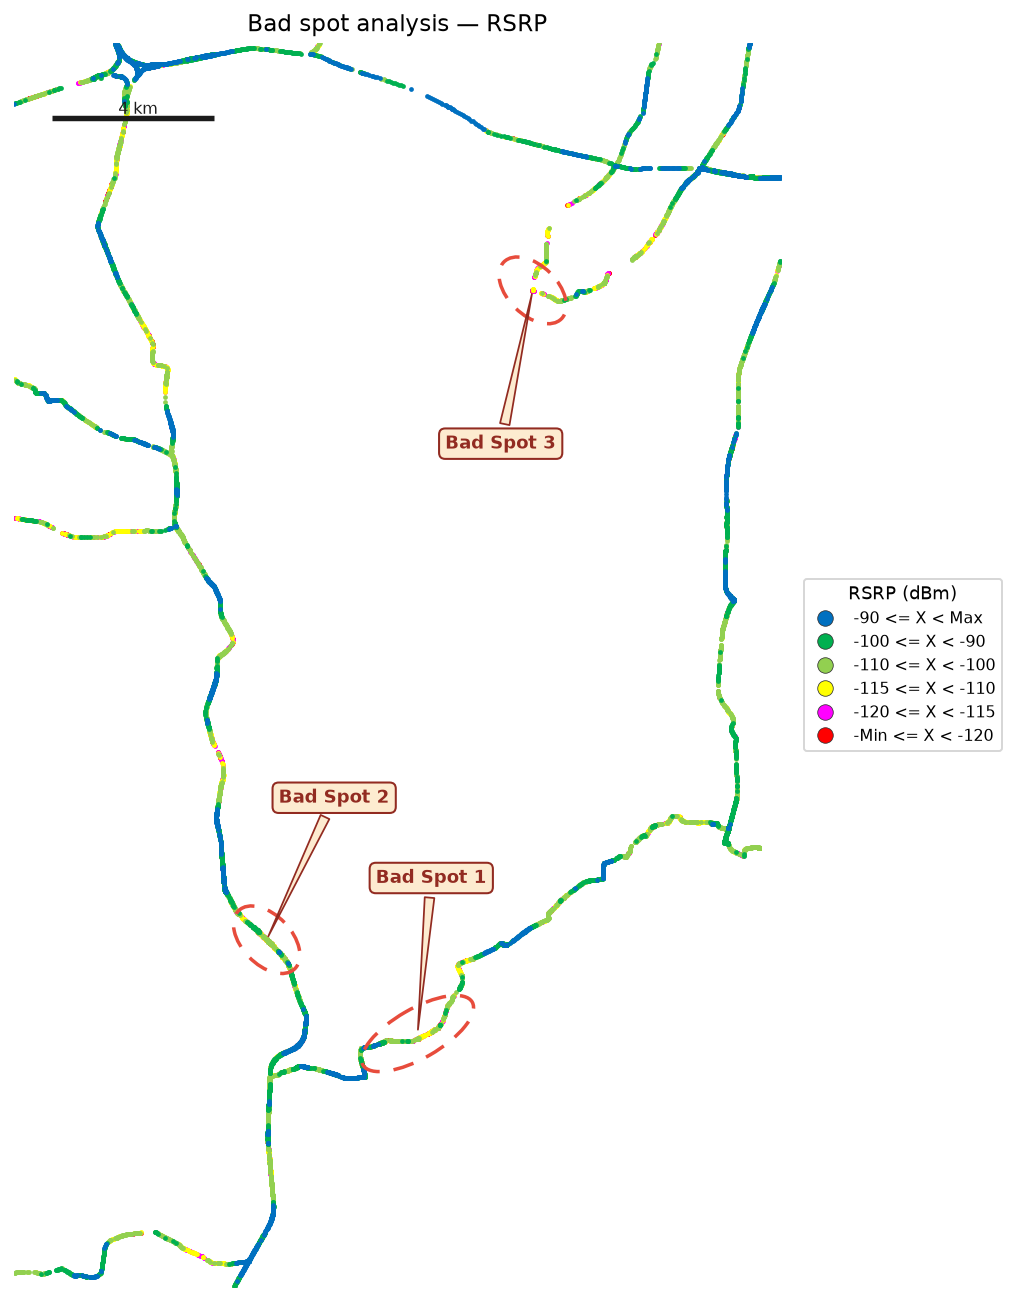 Bad spot analysis — RSRP
4 km
Bad Spot 3
RSRP (dBm)
-90 <= X < Max
-100 <= X < -90
-110 <= X < -100
-115 <= X < -110
-120 <= X < -115
-Min <= X < -120
Bad Spot 2
Bad Spot 1